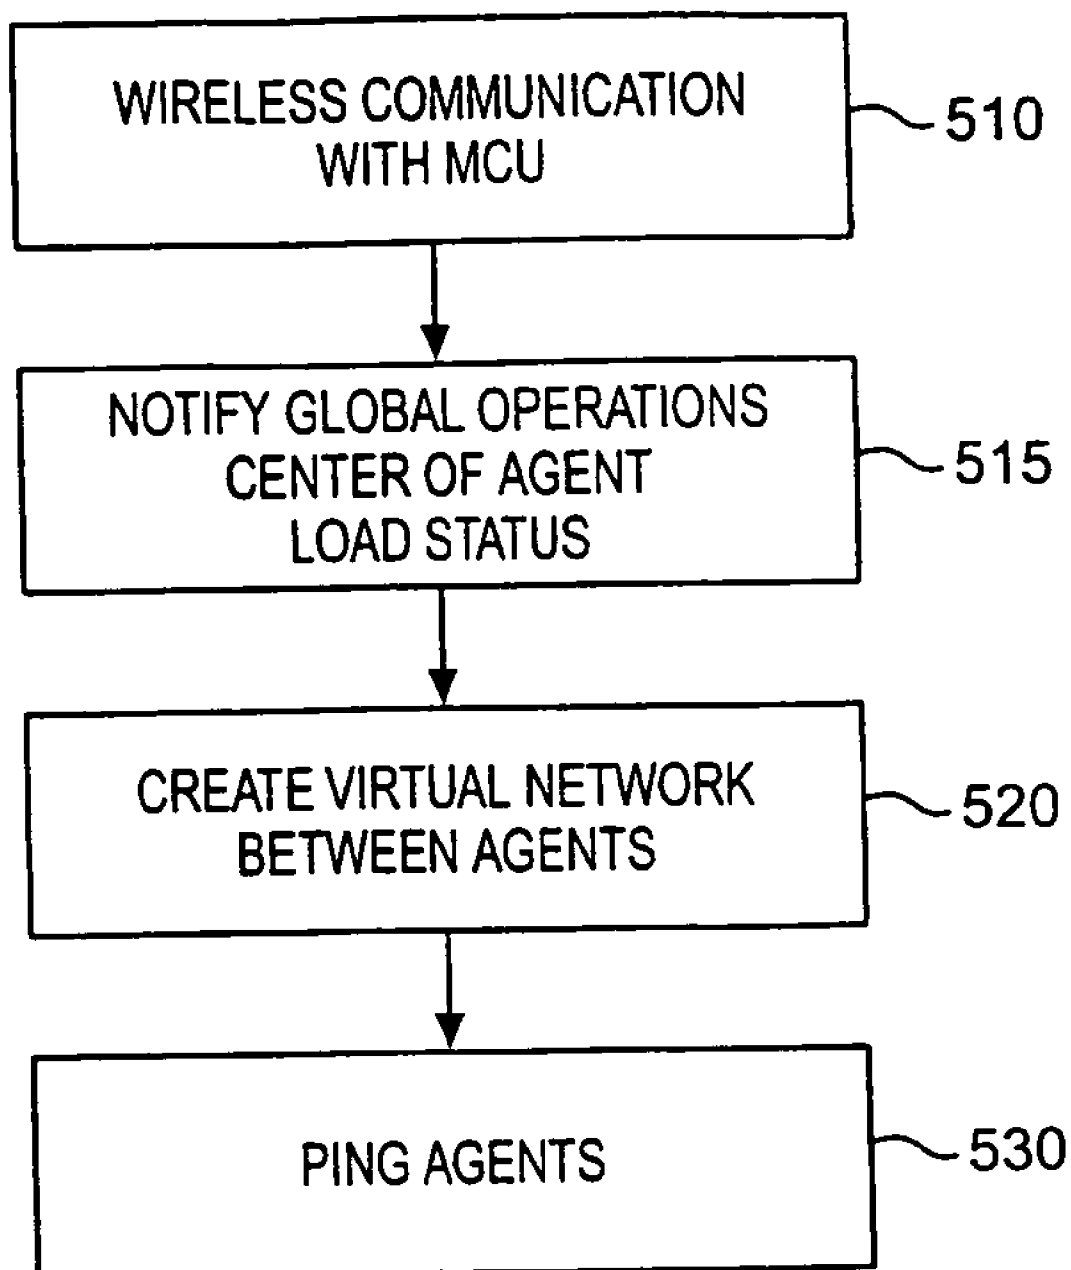 WIRELESS COMMUNICATION
WITH MCU
510
NOTIFY GLOBAL OPERATIONS
CENTER OF AGENT
LOAD STATUS
515
CREATE VIRTUAL NETWORK
BETWEEN AGENTS
520
PING AGENTS
530